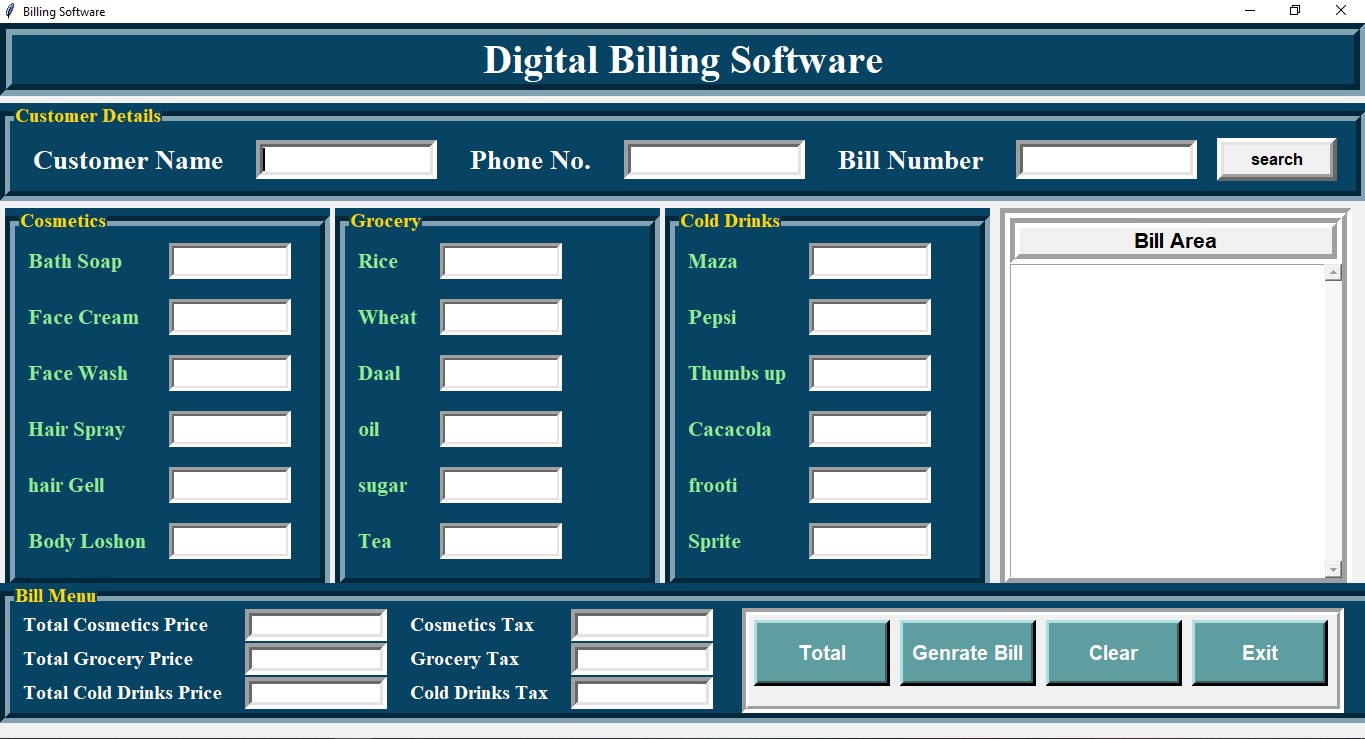 Billing Software
Digital Billing Software
Customer Details
Customer Name Phone No. Bill Number search
Cosmetics
Bath Soap
Face Cream
Face Wash
Hair Spray
hair Gell
Body Loshon
Grocery
Rice
Wheat
Daal
oil
sugar
Tea
Cold Drinks
Maza
Pepsi
Thumbs up
Cacacola
frooti
Sprite
Bill Area
Bill Menu
Total Cosmetics Price Cosmetics Tax
Total Grocery Price Grocery Tax
Total Cold Drinks Price Cold Drinks Tax
Total Genrate Bill Clear Exit